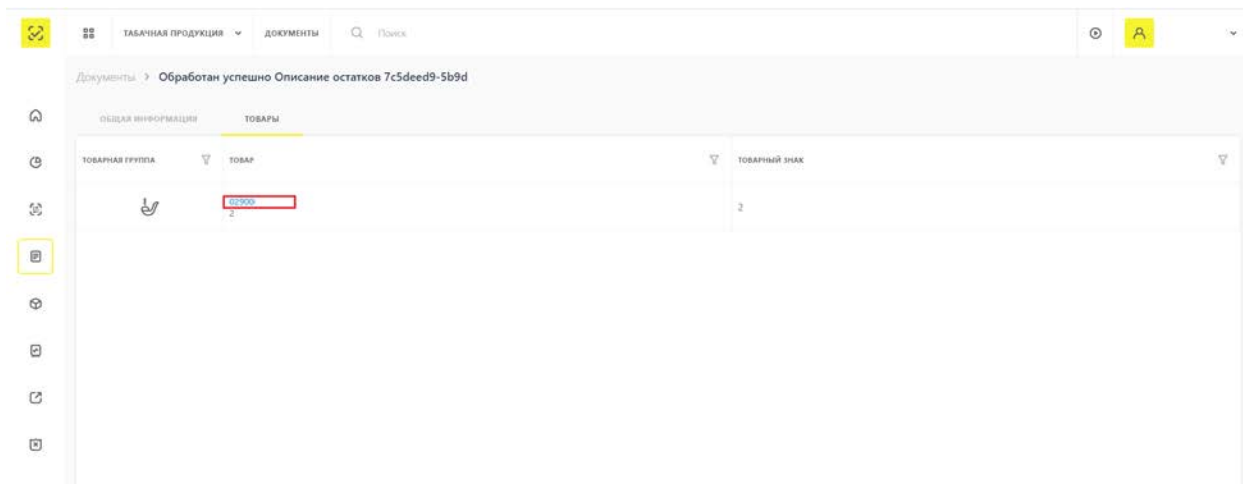 ТАБАЧНАЯ ПРОДУКЦИЯ ДОКУМЕНТЫ Поиск
Документы > Обработан успешно Описание остатков 7c5deed9-5b9d
ОБЩАЯ ИНФОРМАЦИЯ ТОВАРЫ
ТОВАРНАЯ ГРУППА ТОВАР ТОВАРНЫЙ ЗНАК
02900
2 2